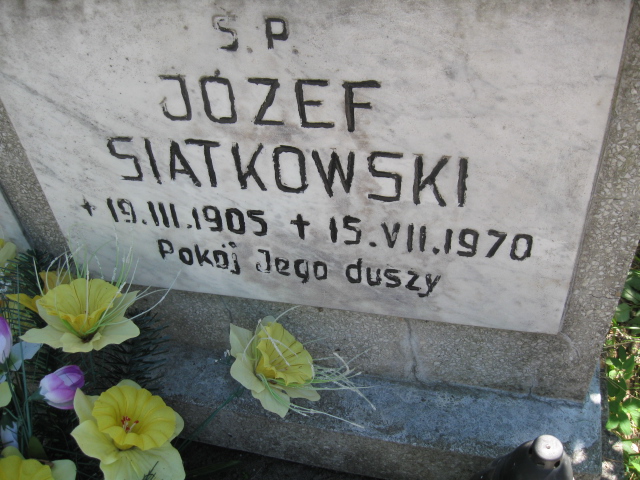 Ś.P
JÓZEF
SIATKOWSKI
+ 19.III.1905 + 15.VII.1970
Pokój Jego duszy